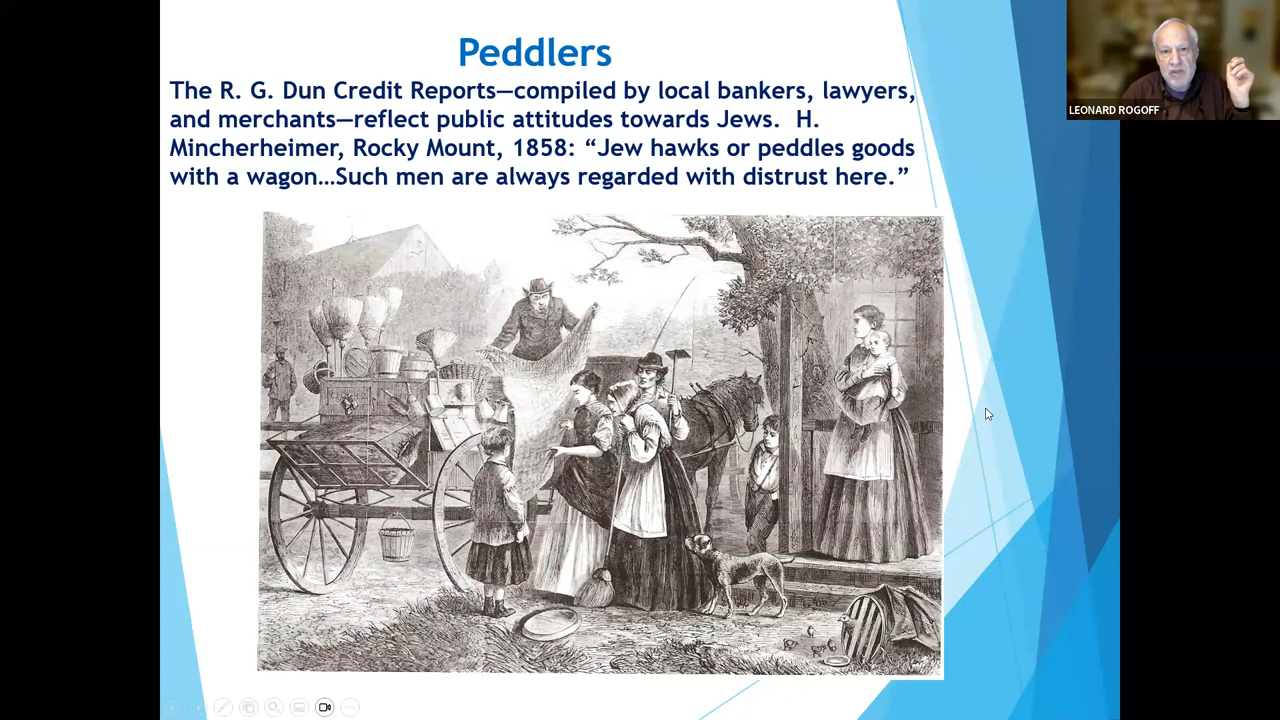 Peddlers
The R. G. Dun Credit Reports—compiled by local bankers, lawyers,
and merchants—reflect public attitudes towards Jews.  H.
Mincherheimer, Rocky Mount, 1858: “Jew hawks or peddles goods
with a wagon…Such men are always regarded with distrust here.”
LEONARD ROGOFF